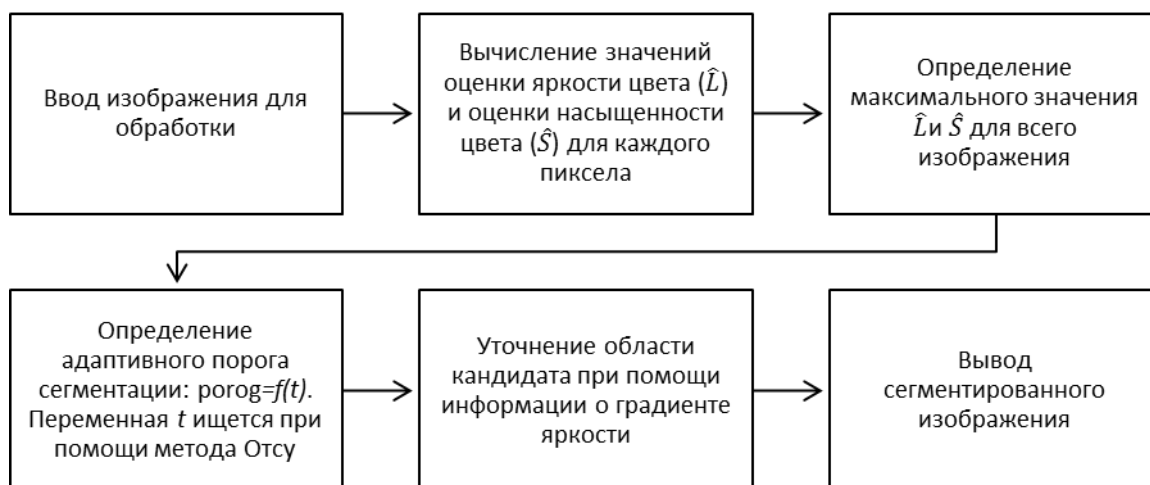 Ввод изображения для
обработки
Вычисление значений
оценки яркости цвета (L̂)
и оценки насыщенности
цвета (Ŝ) для каждого
пиксела
Определение
максимального значения
L̂и Ŝ для всего
изображения
Определение
адаптивного порога
сегментации: porog=f(t).
Переменная t ищется при
помощи метода Отсу
Уточнение области
кандидата при помощи
информации о градиенте
яркости
Вывод
сегментированного
изображения